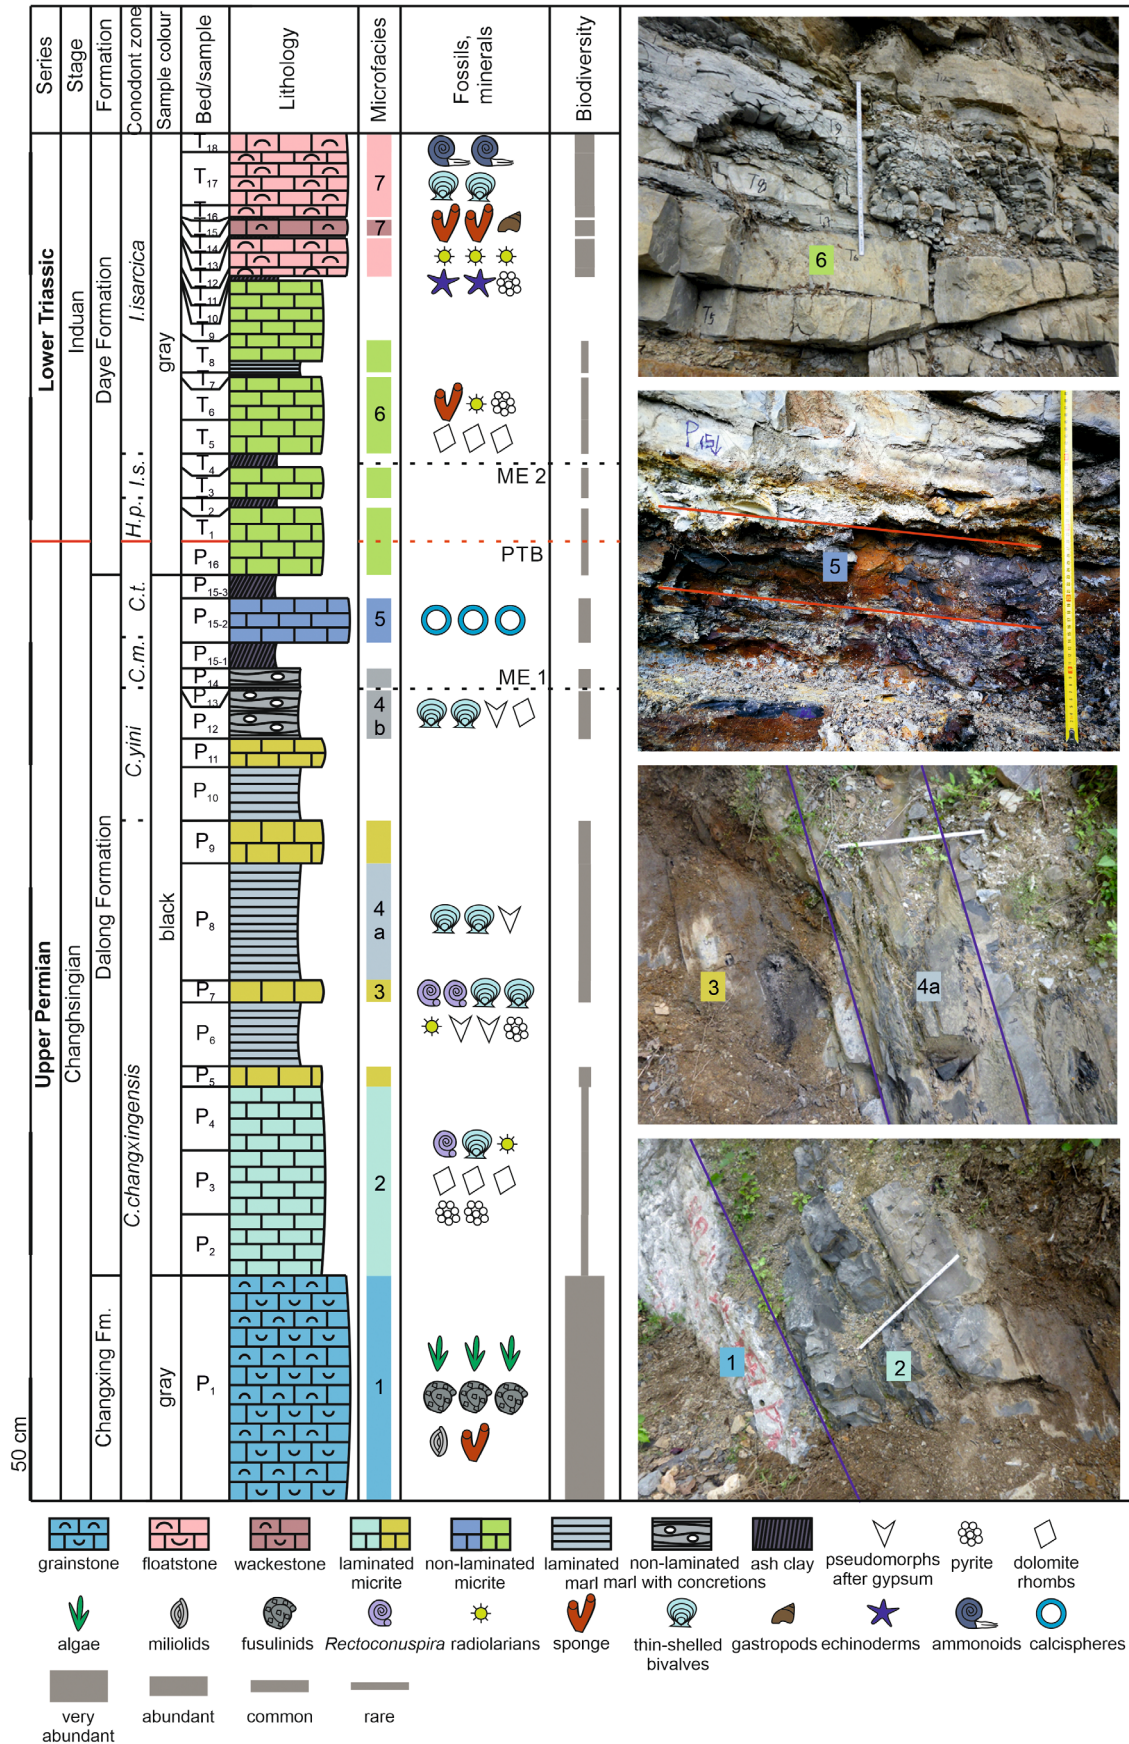 Series
Stage
Formation
Conodont zone
Sample colour
Bed/sample
Lithology
Microfacies
Fossils,
minerals
Biodiversity
Lower Triassic
Upper Permian
Induan
Changhsingian
Daye Formation
Dalong Formation
Changxing Fm.
I.isarcica
I.s.
H.p.
C.t.
C.m.
C.yini
C.changxingensis
gray
black
gray
T18
T17
T16
T15
T14
T13
T12
T11
T10
T9
T8
T7
T6
T5
T4
T3
T2
T1
P16
P15-3
P15-2
P15-1
P14
P13
P12
P11
P10
P9
P8
P7
P6
P5
P4
P3
P2
P1
7
7
6
5
4
b
4
a
3
2
1
ME 2
PTB
ME 1
50 cm
T9
T8
T5
6
5
3
4a
1
2
grainstone
floatstone
wackestone
laminated
micrite
non-laminated
micrite
laminated
marl
non-laminated
marl with concretions
ash clay
pseudomorphs
after gypsum
pyrite
dolomite
rhombs
algae
miliolids
fusulinids
Rectoconuspira
radiolarians
sponge
thin-shelled
bivalves
gastropods
echinoderms
ammonoids
calcispheres
very
abundant
abundant
common
rare